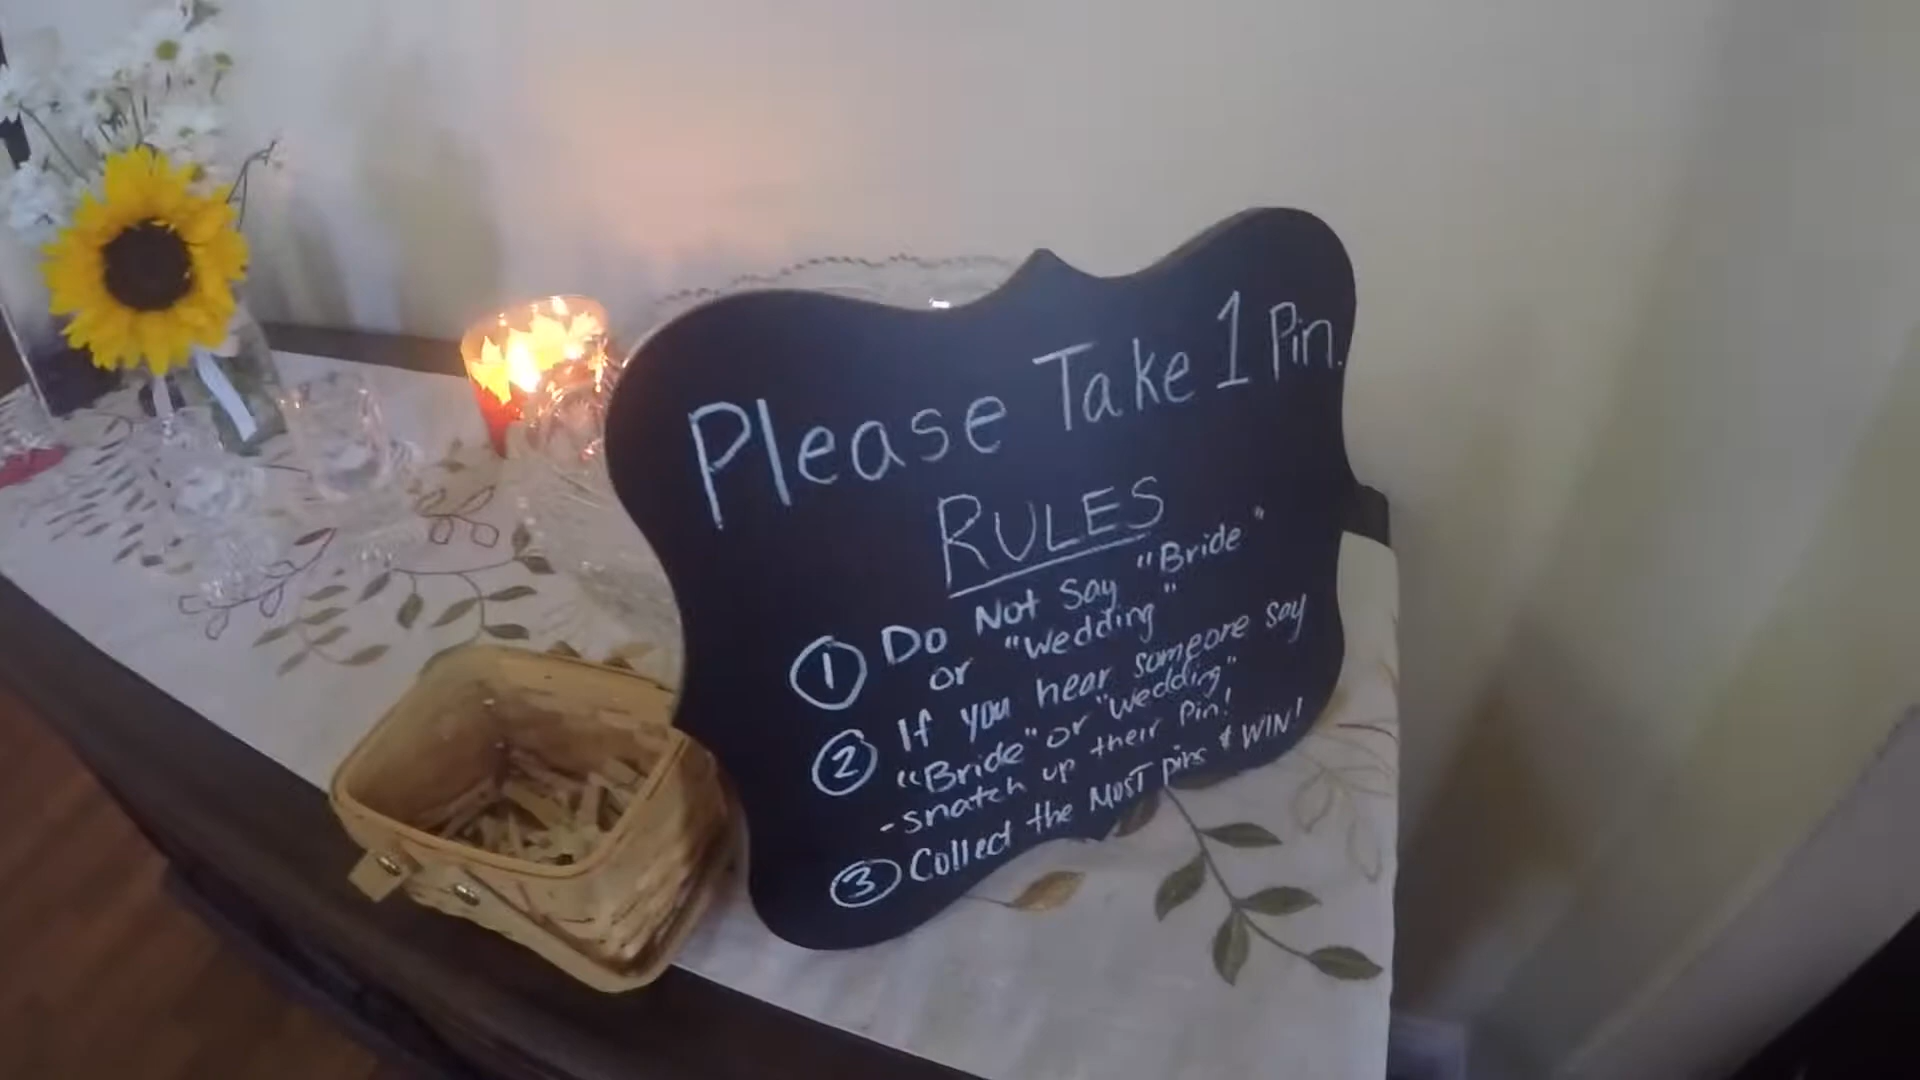 Please Take 1 Pin.
RULES
① Do Not Say "Bride"
or "Wedding"
② If you hear someone say
"Bride" or "Wedding"
- snatch up their Pin!
③ Collect the MOST pins & WIN!